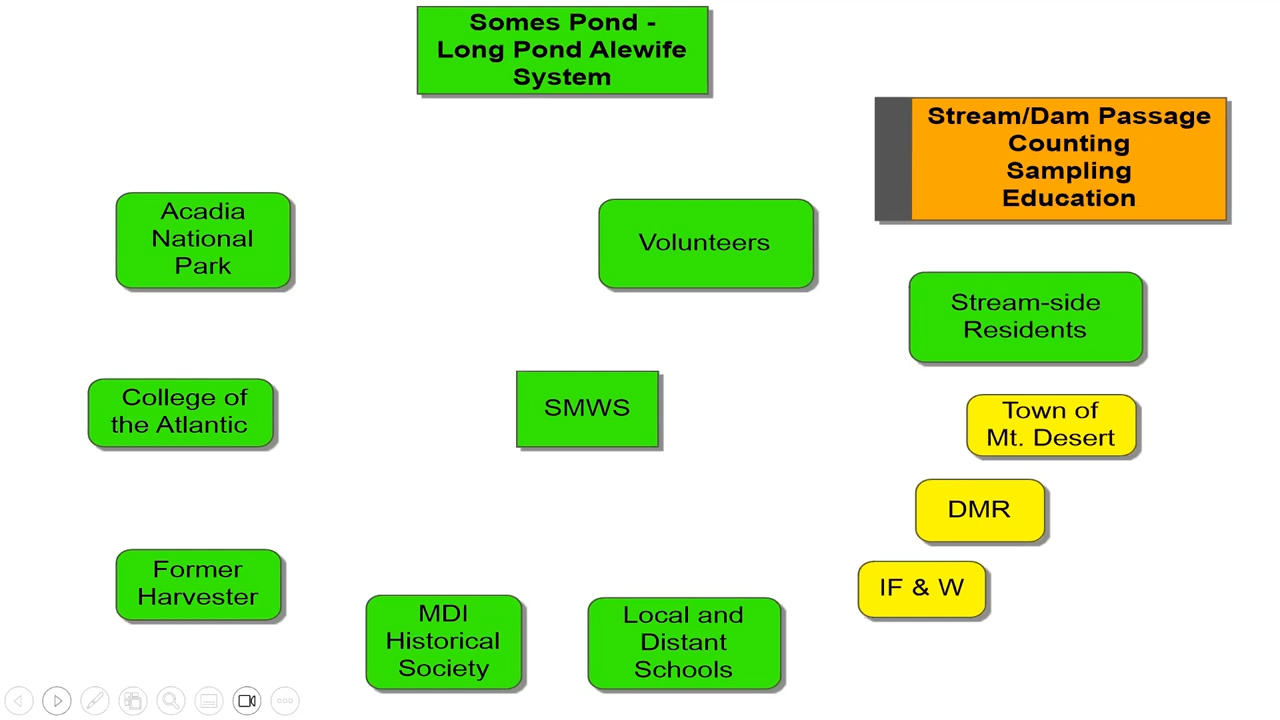 Somes Pond -
Long Pond Alewife
System
Stream/Dam Passage
Counting
Sampling
Education
Acadia
National
Park
Volunteers
Stream-side
Residents
College of
the Atlantic
SMWS
Town of
Mt. Desert
DMR
Former
Harvester
IF & W
MDI
Historical
Society
Local and
Distant
Schools